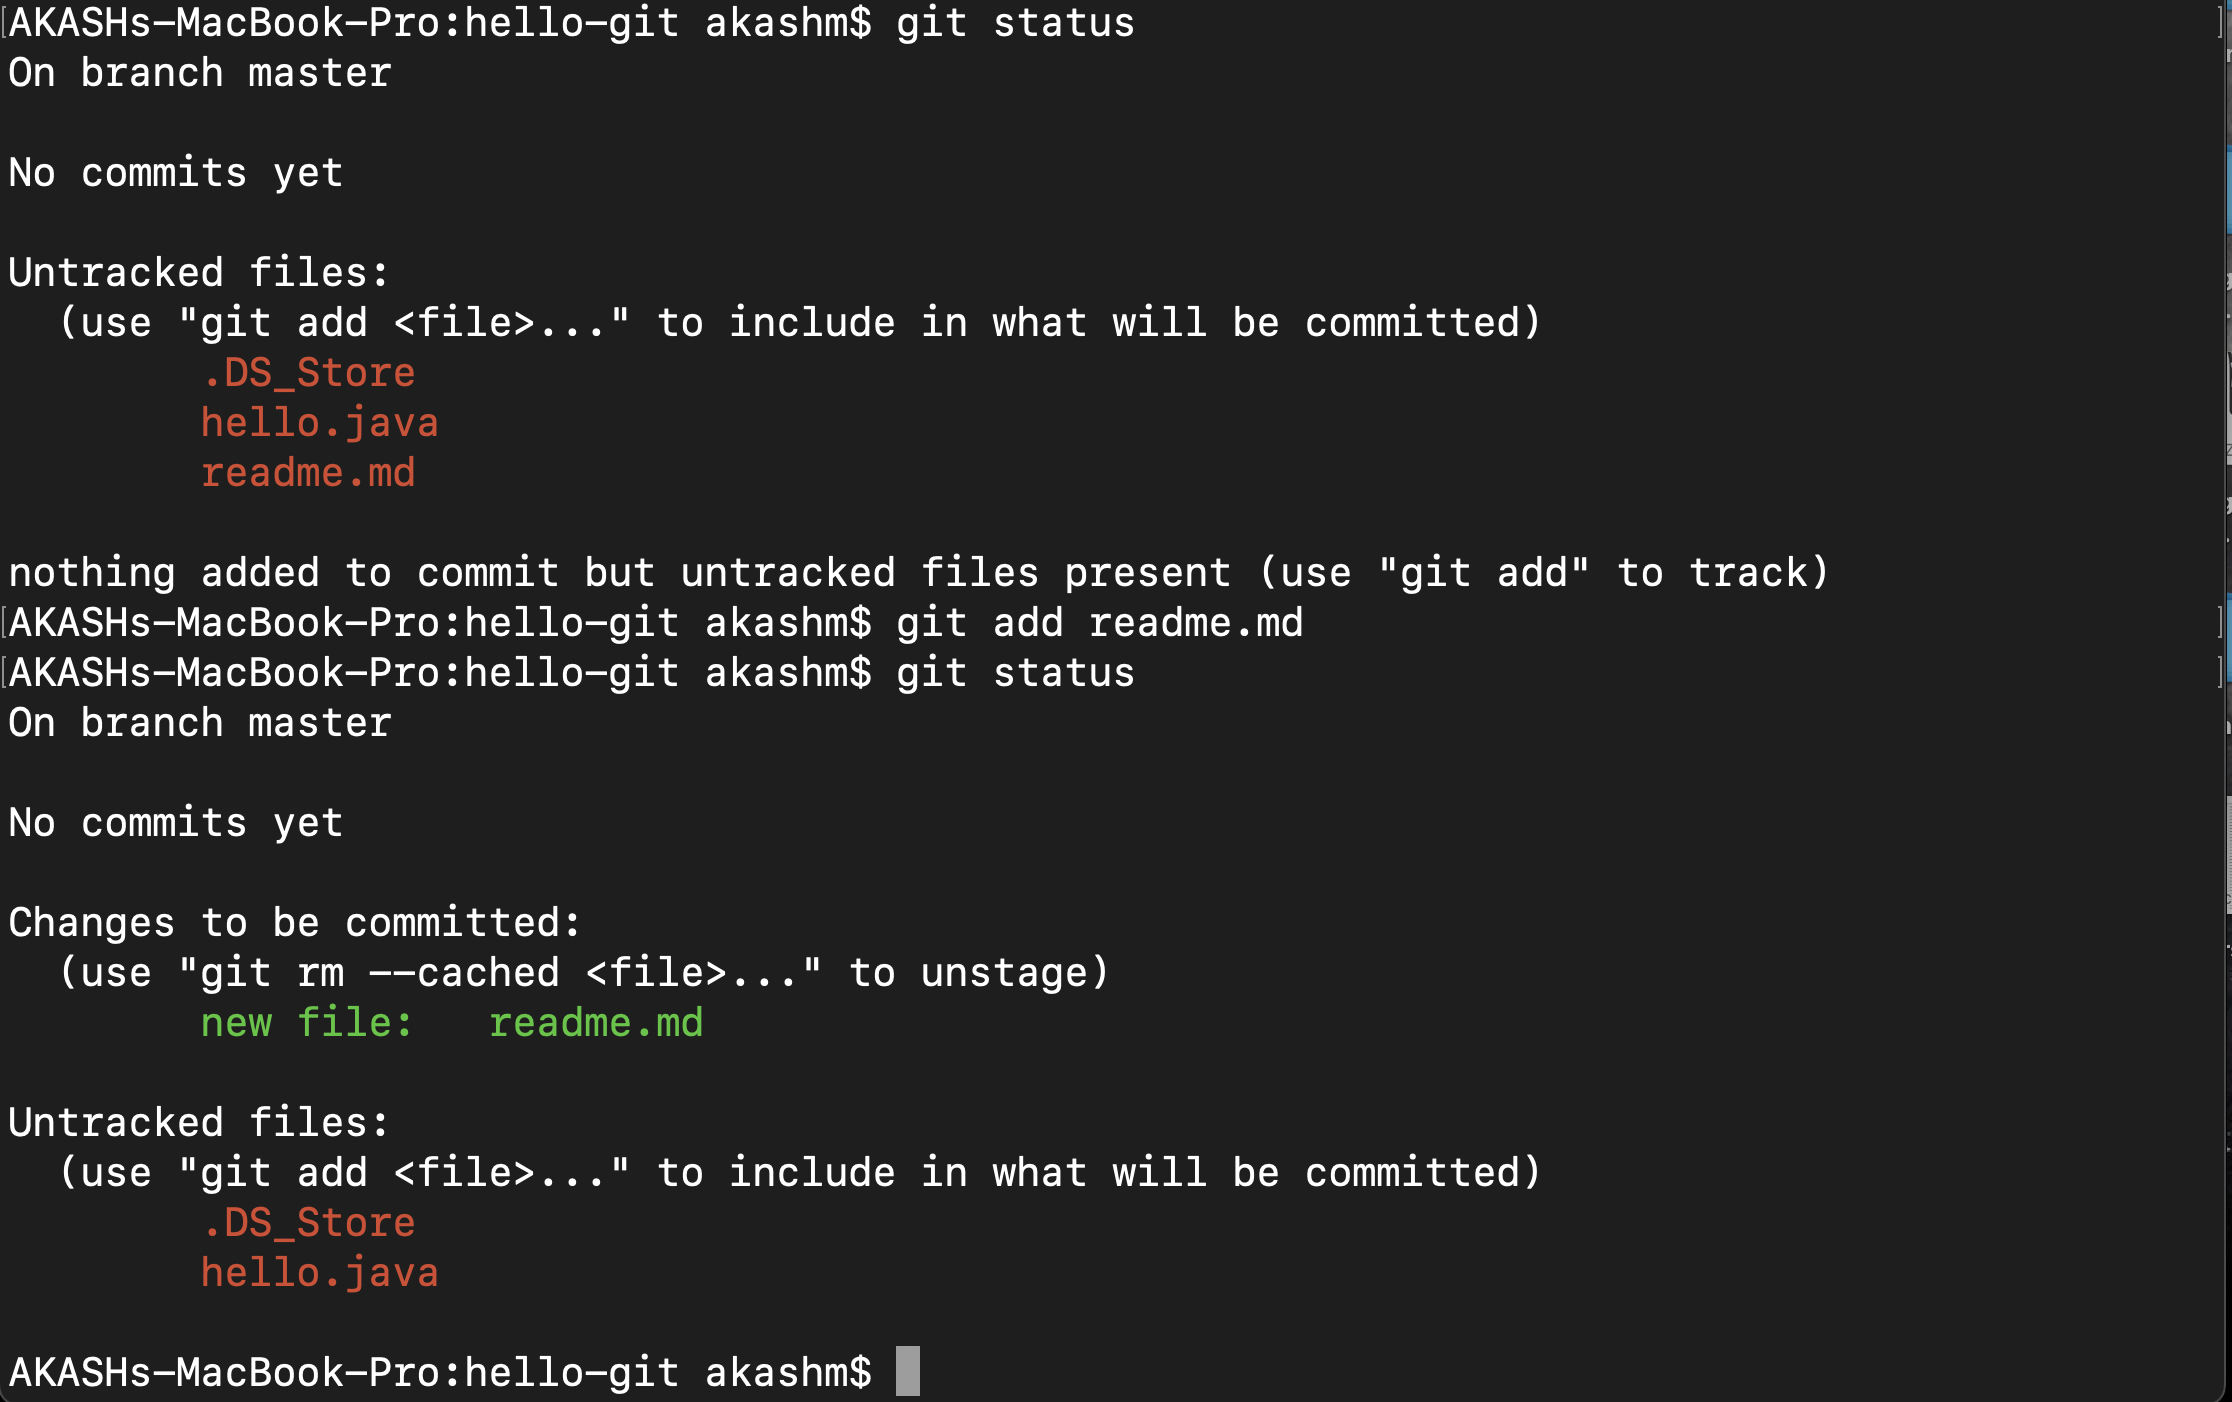 AKASHs-MacBook-Pro:hello-git akashm$ git status
On branch master
No commits yet
Untracked files:
  (use "git add <file>..." to include in what will be committed)
        .DS_Store
        hello.java
        readme.md
nothing added to commit but untracked files present (use "git add" to track)
AKASHs-MacBook-Pro:hello-git akashm$ git add readme.md
AKASHs-MacBook-Pro:hello-git akashm$ git status
On branch master
No commits yet
Changes to be committed:
  (use "git rm --cached <file>..." to unstage)
        new file:   readme.md
Untracked files:
  (use "git add <file>..." to include in what will be committed)
        .DS_Store
        hello.java
AKASHs-MacBook-Pro:hello-git akashm$